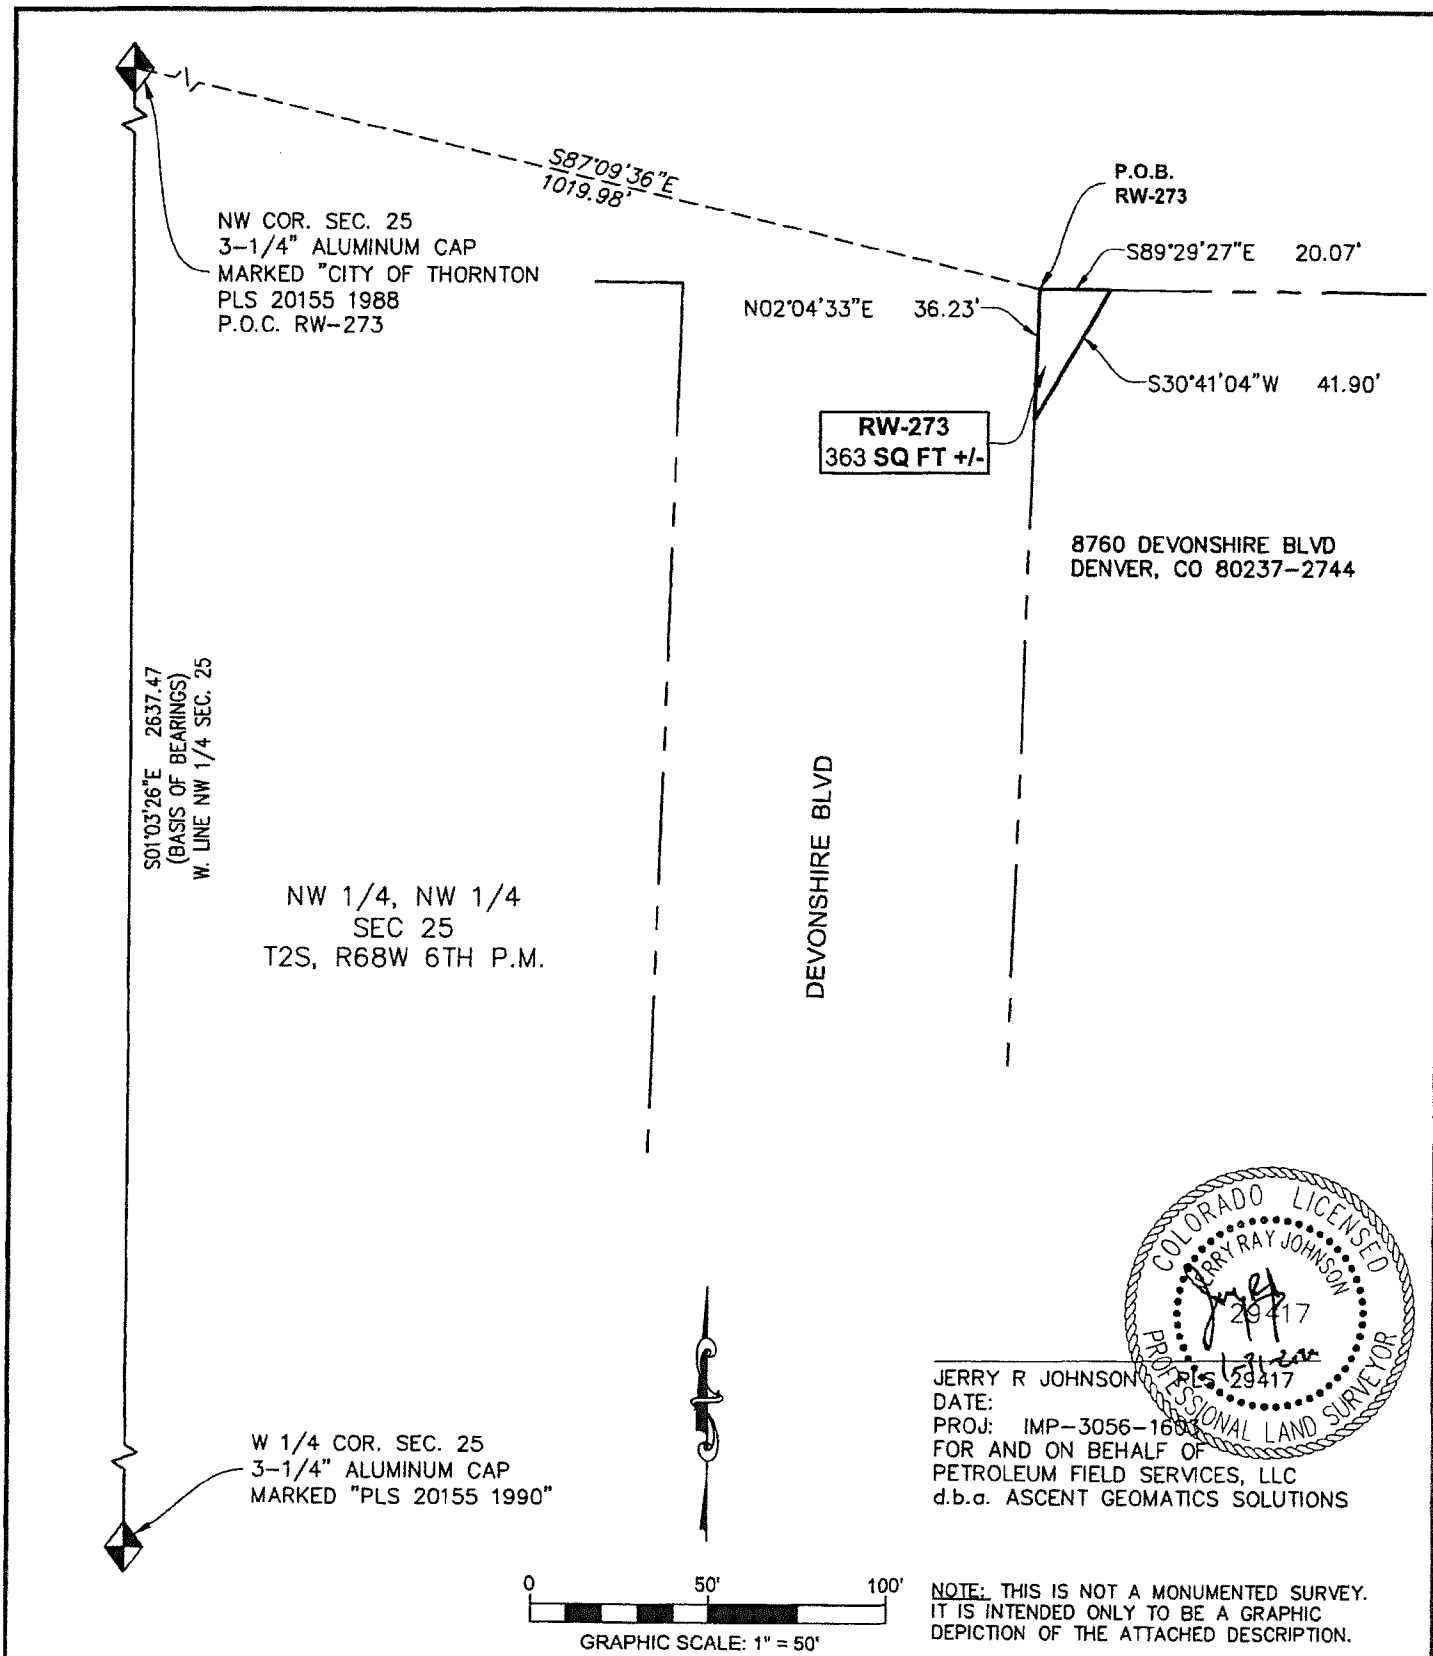 S87°09'36"E
1019.98'
P.O.B.
RW-273
NW COR. SEC. 25
3-1/4" ALUMINUM CAP
MARKED "CITY OF THORNTON
PLS 20155 1988
P.O.C. RW-273
S89°29'27"E 20.07'
N02°04'33"E 36.23'
S30°41'04"W 41.90'
RW-273
363 SQ FT +/-
8760 DEVONSHIRE BLVD
DENVER, CO 80237-2744
S01°03'26"E 2637.47
(BASIS OF BEARINGS)
W. LINE NW 1/4 SEC. 25
DEVONSHIRE BLVD
NW 1/4, NW 1/4
SEC 25
T2S, R68W 6TH P.M.
COLORADO LICENSED
JERRY RAY JOHNSON
29417
PROFESSIONAL LAND SURVEYOR
JERRY R JOHNSON PLS 29417
DATE:
PROJ: IMP-3056-1603
FOR AND ON BEHALF OF
PETROLEUM FIELD SERVICES, LLC
d.b.a. ASCENT GEOMATICS SOLUTIONS
W 1/4 COR. SEC. 25
3-1/4" ALUMINUM CAP
MARKED "PLS 20155 1990"
0 50' 100'
GRAPHIC SCALE: 1" = 50'
NOTE: THIS IS NOT A MONUMENTED SURVEY.
IT IS INTENDED ONLY TO BE A GRAPHIC
DEPICTION OF THE ATTACHED DESCRIPTION.